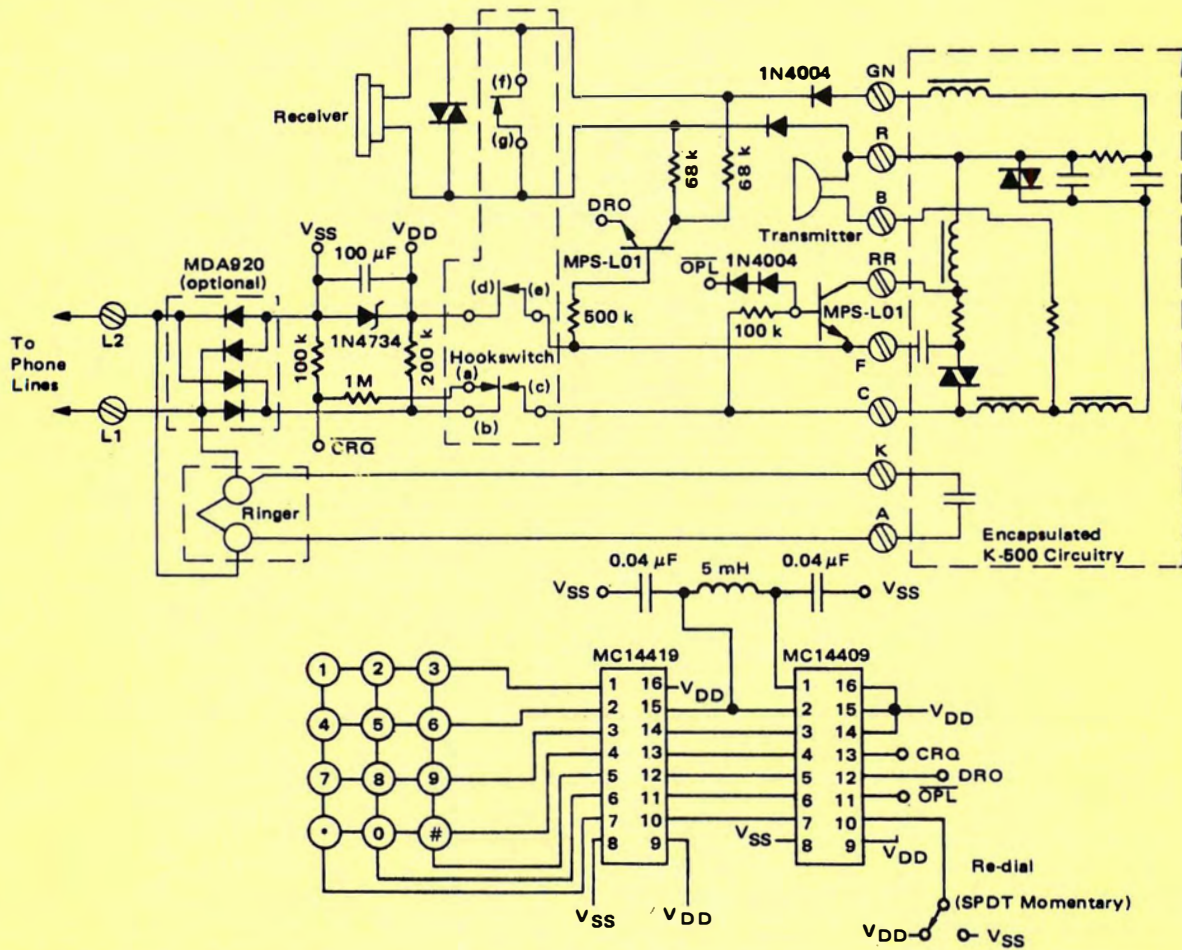 1N4004
GN
(f)
Receiver
(g)
R
68 k
68 k
DRO
B
VSS
VDD
Transmitter
100 µF
MPS-L01
OPL
1N4004
RR
MDA920
(optional)
(d)
(e)
MPS-L01
500 k
100 k
L2
1N4734
F
To
Phone
Lines
100 k
200 k
Hookswitch
1M
(a)
(c)
C
L1
(b)
CRQ
K
Ringer
A
Encapsulated
K-500 Circuitry
0.04 µF
5 mH
0.04 µF
VSS
VSS
MC14419
MC14409
1 2 3
1 16 VDD
1 16
2 15
2 15 VDD
4 5 6
3 14
3 14
4 13
4 13 CRQ
7 8 9
5 12
5 12 DRO
6 11
6 11 OPL
• 0 #
7 10
7 10
8 9
VSS 8 9 VDD
Re-dial
(SPDT Momentary)
VSS
VDD
VDD
VSS